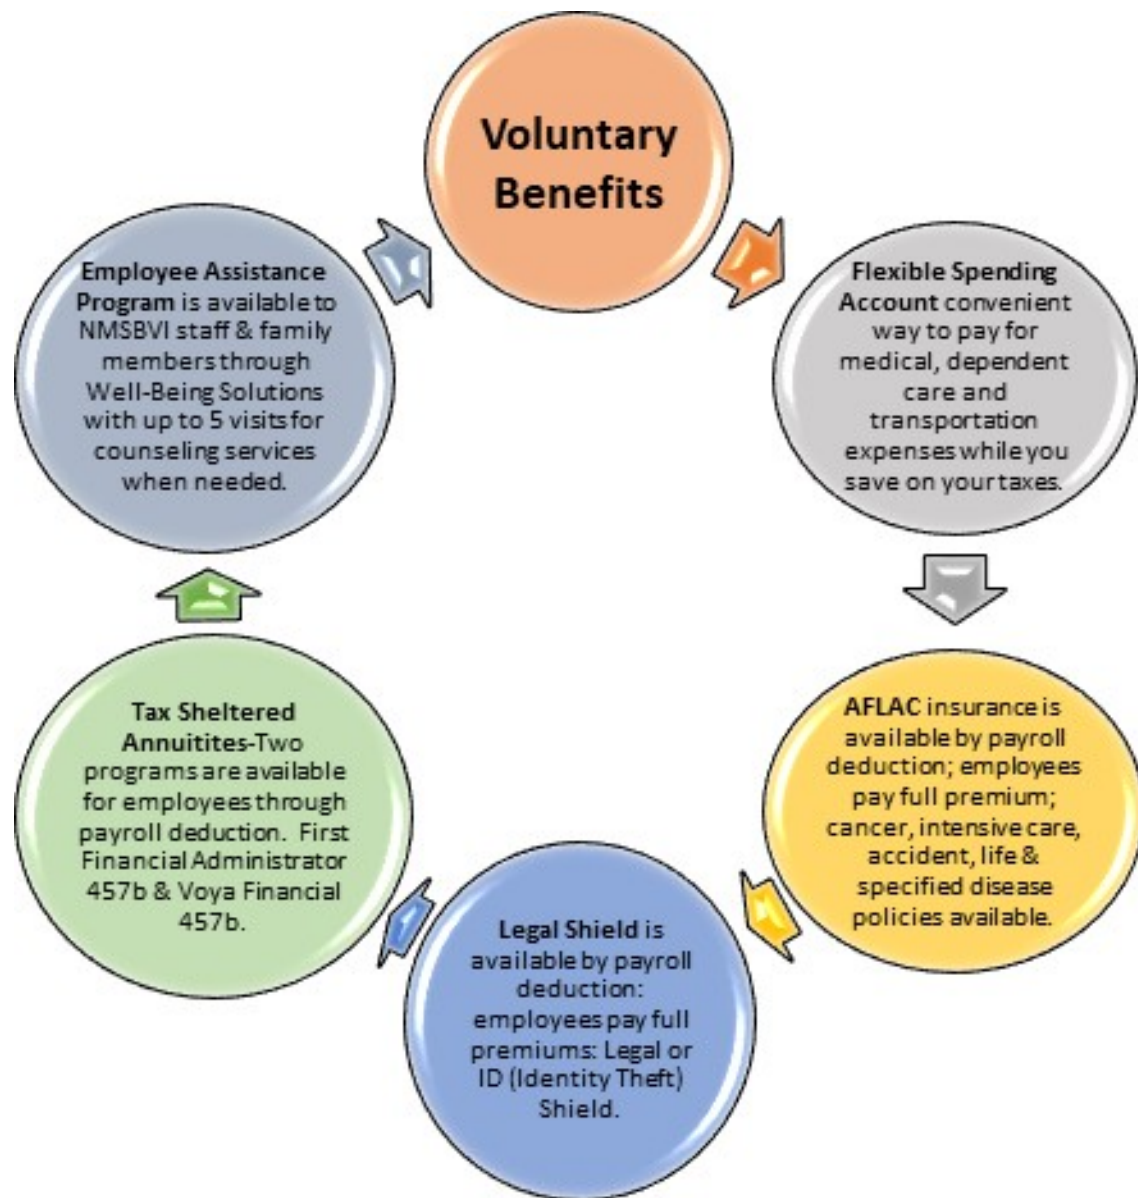 Voluntary
Benefits
Flexible Spending
Account convenient
way to pay for
medical, dependent
care and
transportation
expenses while you
save on your taxes.
AFLAC insurance is
available by payroll
deduction; employees
pay full premium;
cancer, intensive care,
accident, life &
specified disease
policies available.
Legal Shield is
available by payroll
deduction:
employees pay full
premiums: Legal or
ID (Identity Theft)
Shield.
Tax Sheltered
Annuitites-Two
programs are available
for employees through
payroll deduction. First
Financial Administrator
457b & Voya Financial
457b.
Employee Assistance
Program is available to
NMSBVI staff & family
members through
Well-Being Solutions
with up to 5 visits for
counseling services
when needed.